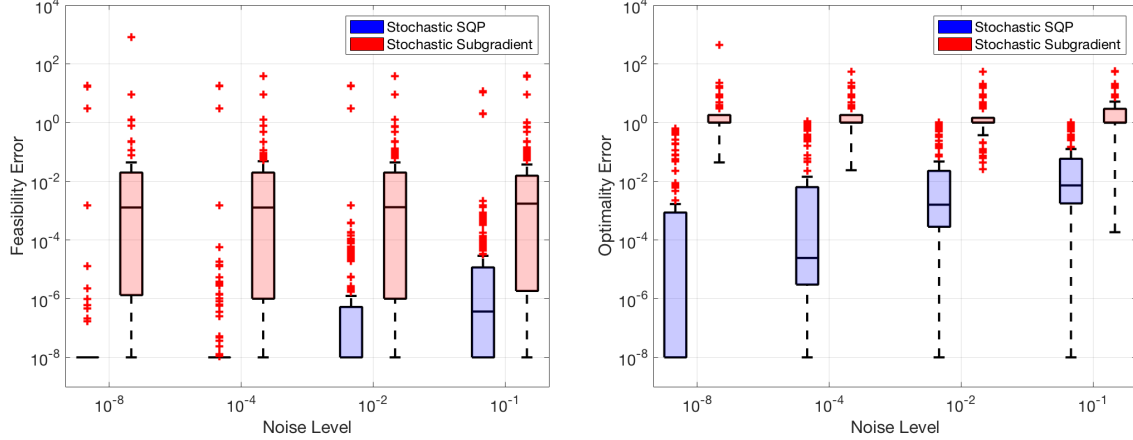 Stochastic SQP
Stochastic Subgradient
Feasibility Error
10^4
10^2
10^0
10^-2
10^-4
10^-6
10^-8
10^-8
10^-4
10^-2
10^-1
Noise Level
Stochastic SQP
Stochastic Subgradient
Optimality Error
10^4
10^2
10^0
10^-2
10^-4
10^-6
10^-8
10^-8
10^-4
10^-2
10^-1
Noise Level